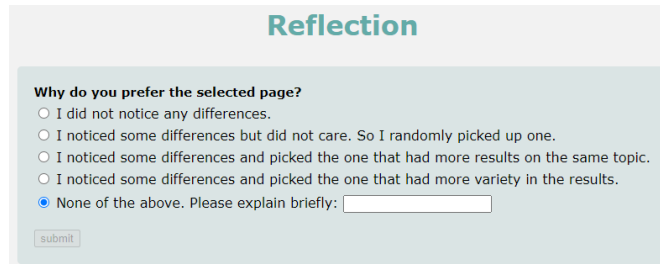 Reflection
Why do you prefer the selected page?
I did not notice any differences.
I noticed some differences but did not care. So I randomly picked up one.
I noticed some differences and picked the one that had more results on the same topic.
I noticed some differences and picked the one that had more variety in the results.
None of the above. Please explain briefly:
submit